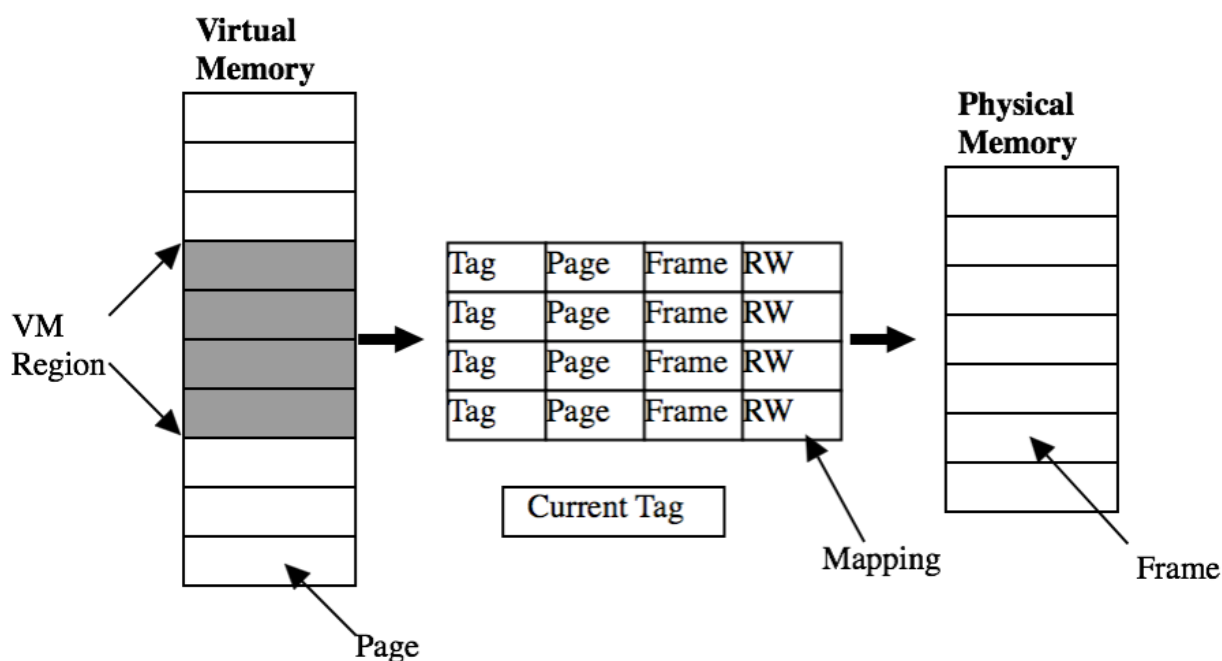 Virtual
Memory
Physical
Memory
VM
Region
Tag Page Frame RW
Tag Page Frame RW
Tag Page Frame RW
Tag Page Frame RW
Current Tag
Mapping
Frame
Page